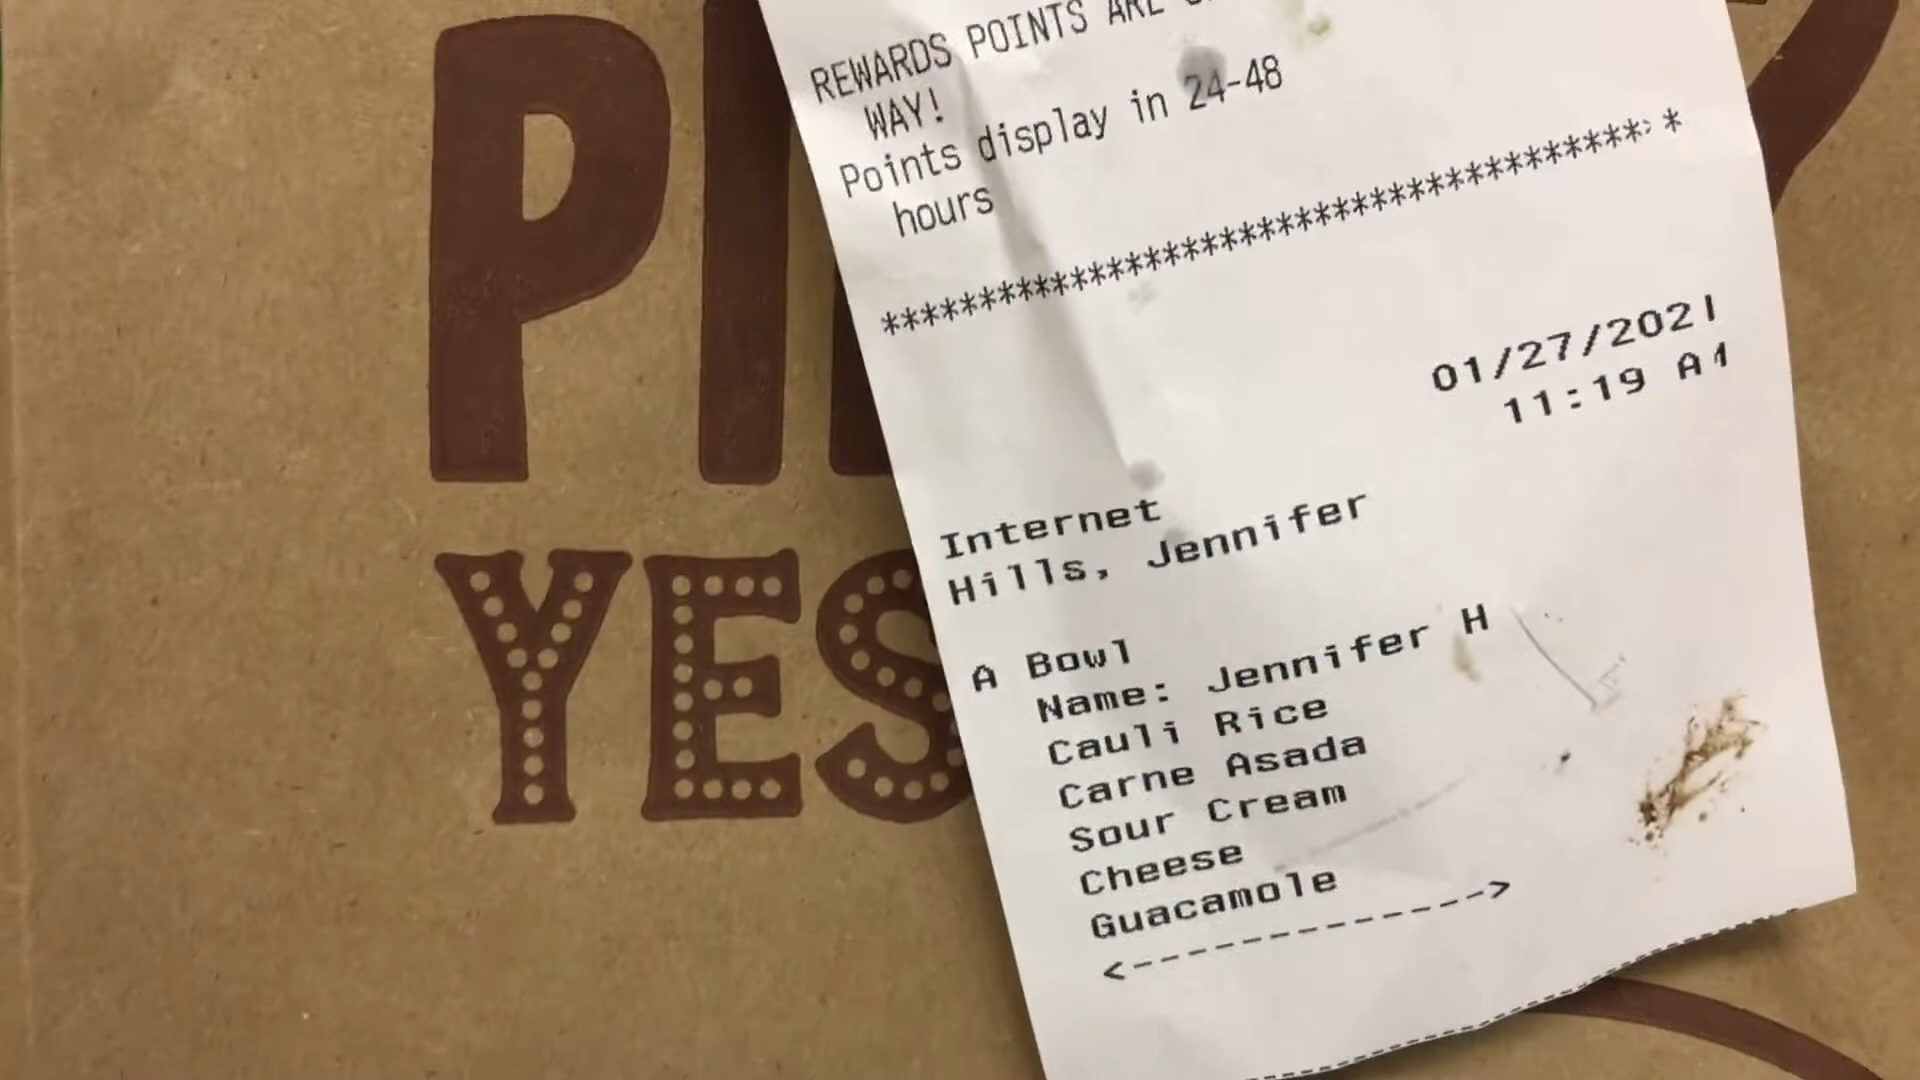 REWARDS POINTS ARE
WAY!
Points display in 24-48
hours
****************************************
01/27/2021
11:19
Internet
Hills, Jennifer
A Bowl
Name: Jennifer H
Cauli Rice
Carne Asada
Sour Cream
Cheese
Guacamole
<------------->
YES